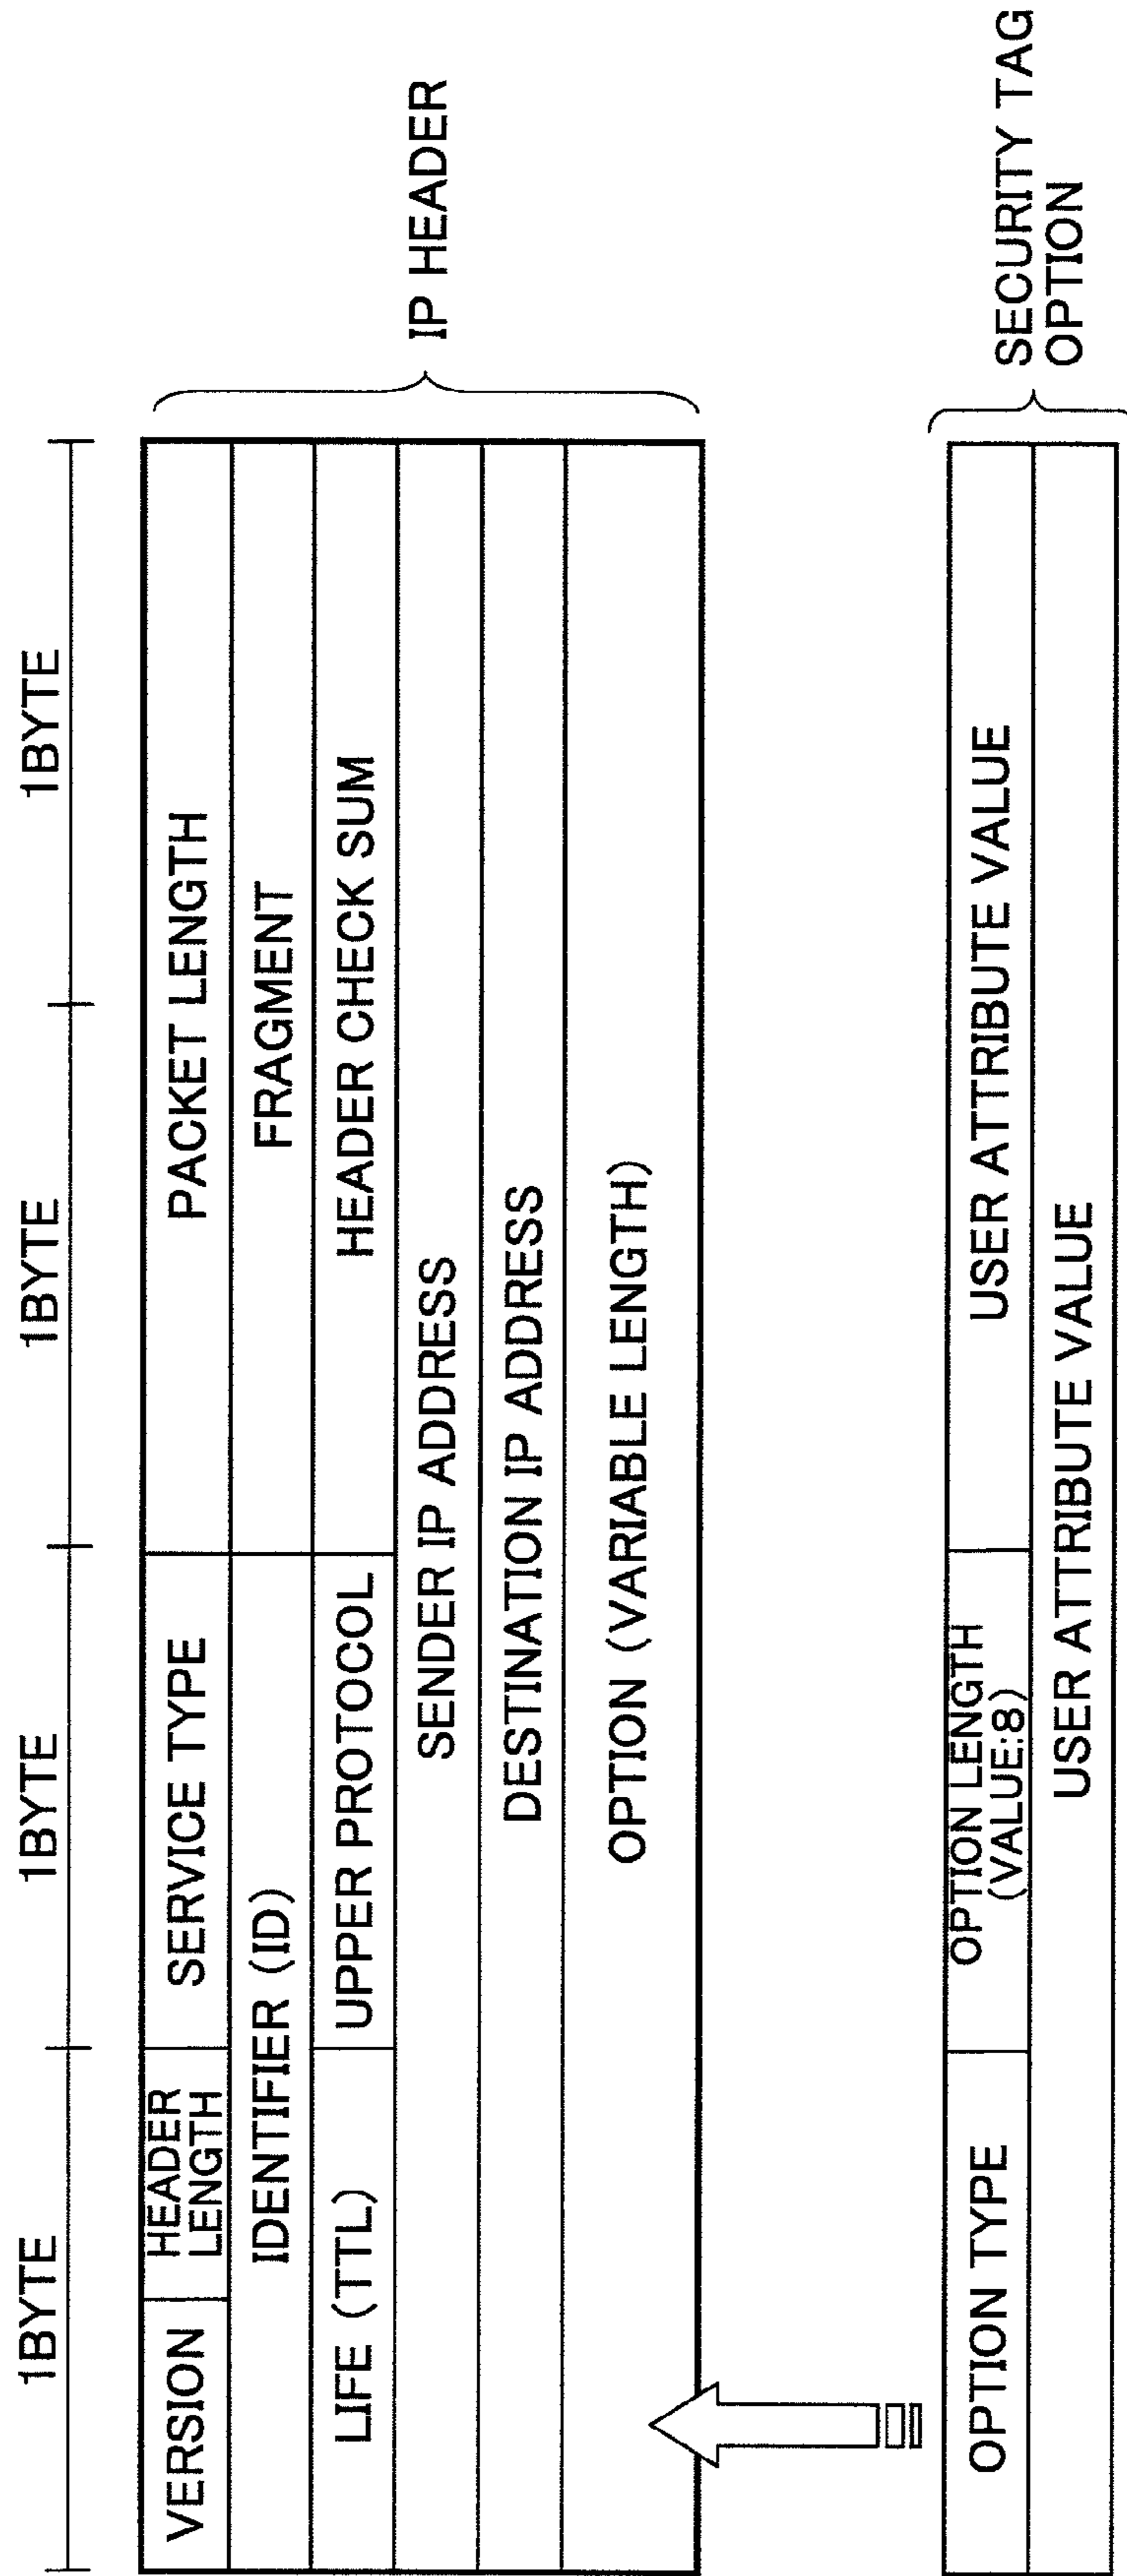 1BYTE
1BYTE
1BYTE
1BYTE
VERSION
HEADER
LENGTH
SERVICE TYPE
PACKET LENGTH
IDENTIFIER (ID)
FRAGMENT
LIFE (TTL)
UPPER PROTOCOL
HEADER CHECK SUM
SENDER IP ADDRESS
DESTINATION IP ADDRESS
OPTION (VARIABLE LENGTH)
IP HEADER
OPTION TYPE
OPTION LENGTH
(VALUE:8)
USER ATTRIBUTE VALUE
USER ATTRIBUTE VALUE
SECURITY TAG
OPTION